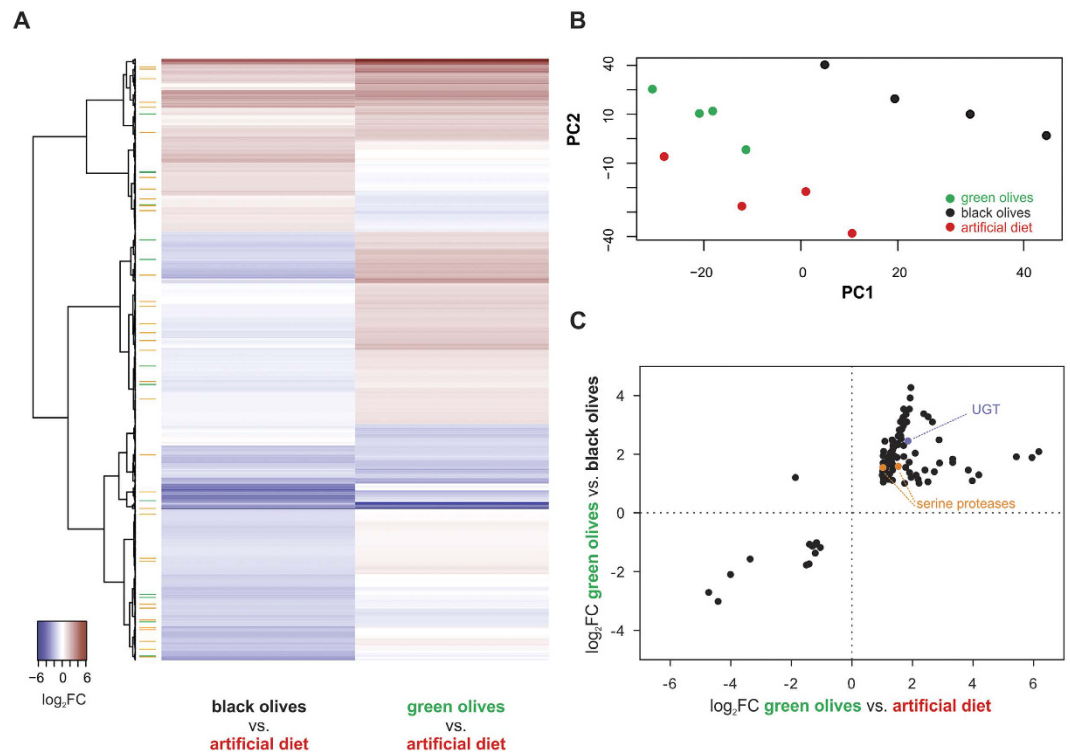 A
-6 -3 0 3 6
log₂FC
black olives
vs.
artificial diet
green olives
vs.
artificial diet
B
PC2
40
10
-10
-40
-20
0
20
40
PC1
green olives
black olives
artificial diet
C
log₂FC green olives vs. black olives
4
2
0
-2
-4
UGT
serine proteases
-6
-4
-2
0
2
4
6
log₂FC green olives vs. artificial diet